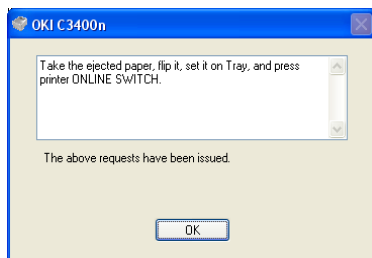 OKI C3400n
Take the ejected paper, flip it, set it on Tray, and press
printer ONLINE SWITCH.
The above requests have been issued.
OK